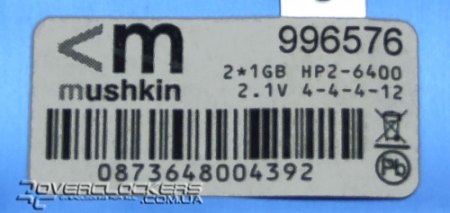 <m
996576
mushkin
2*1GB HP2-6400
2.1V 4-4-4-12
0873648004392
Pb
OVERCLOCKERS
.COM.UA